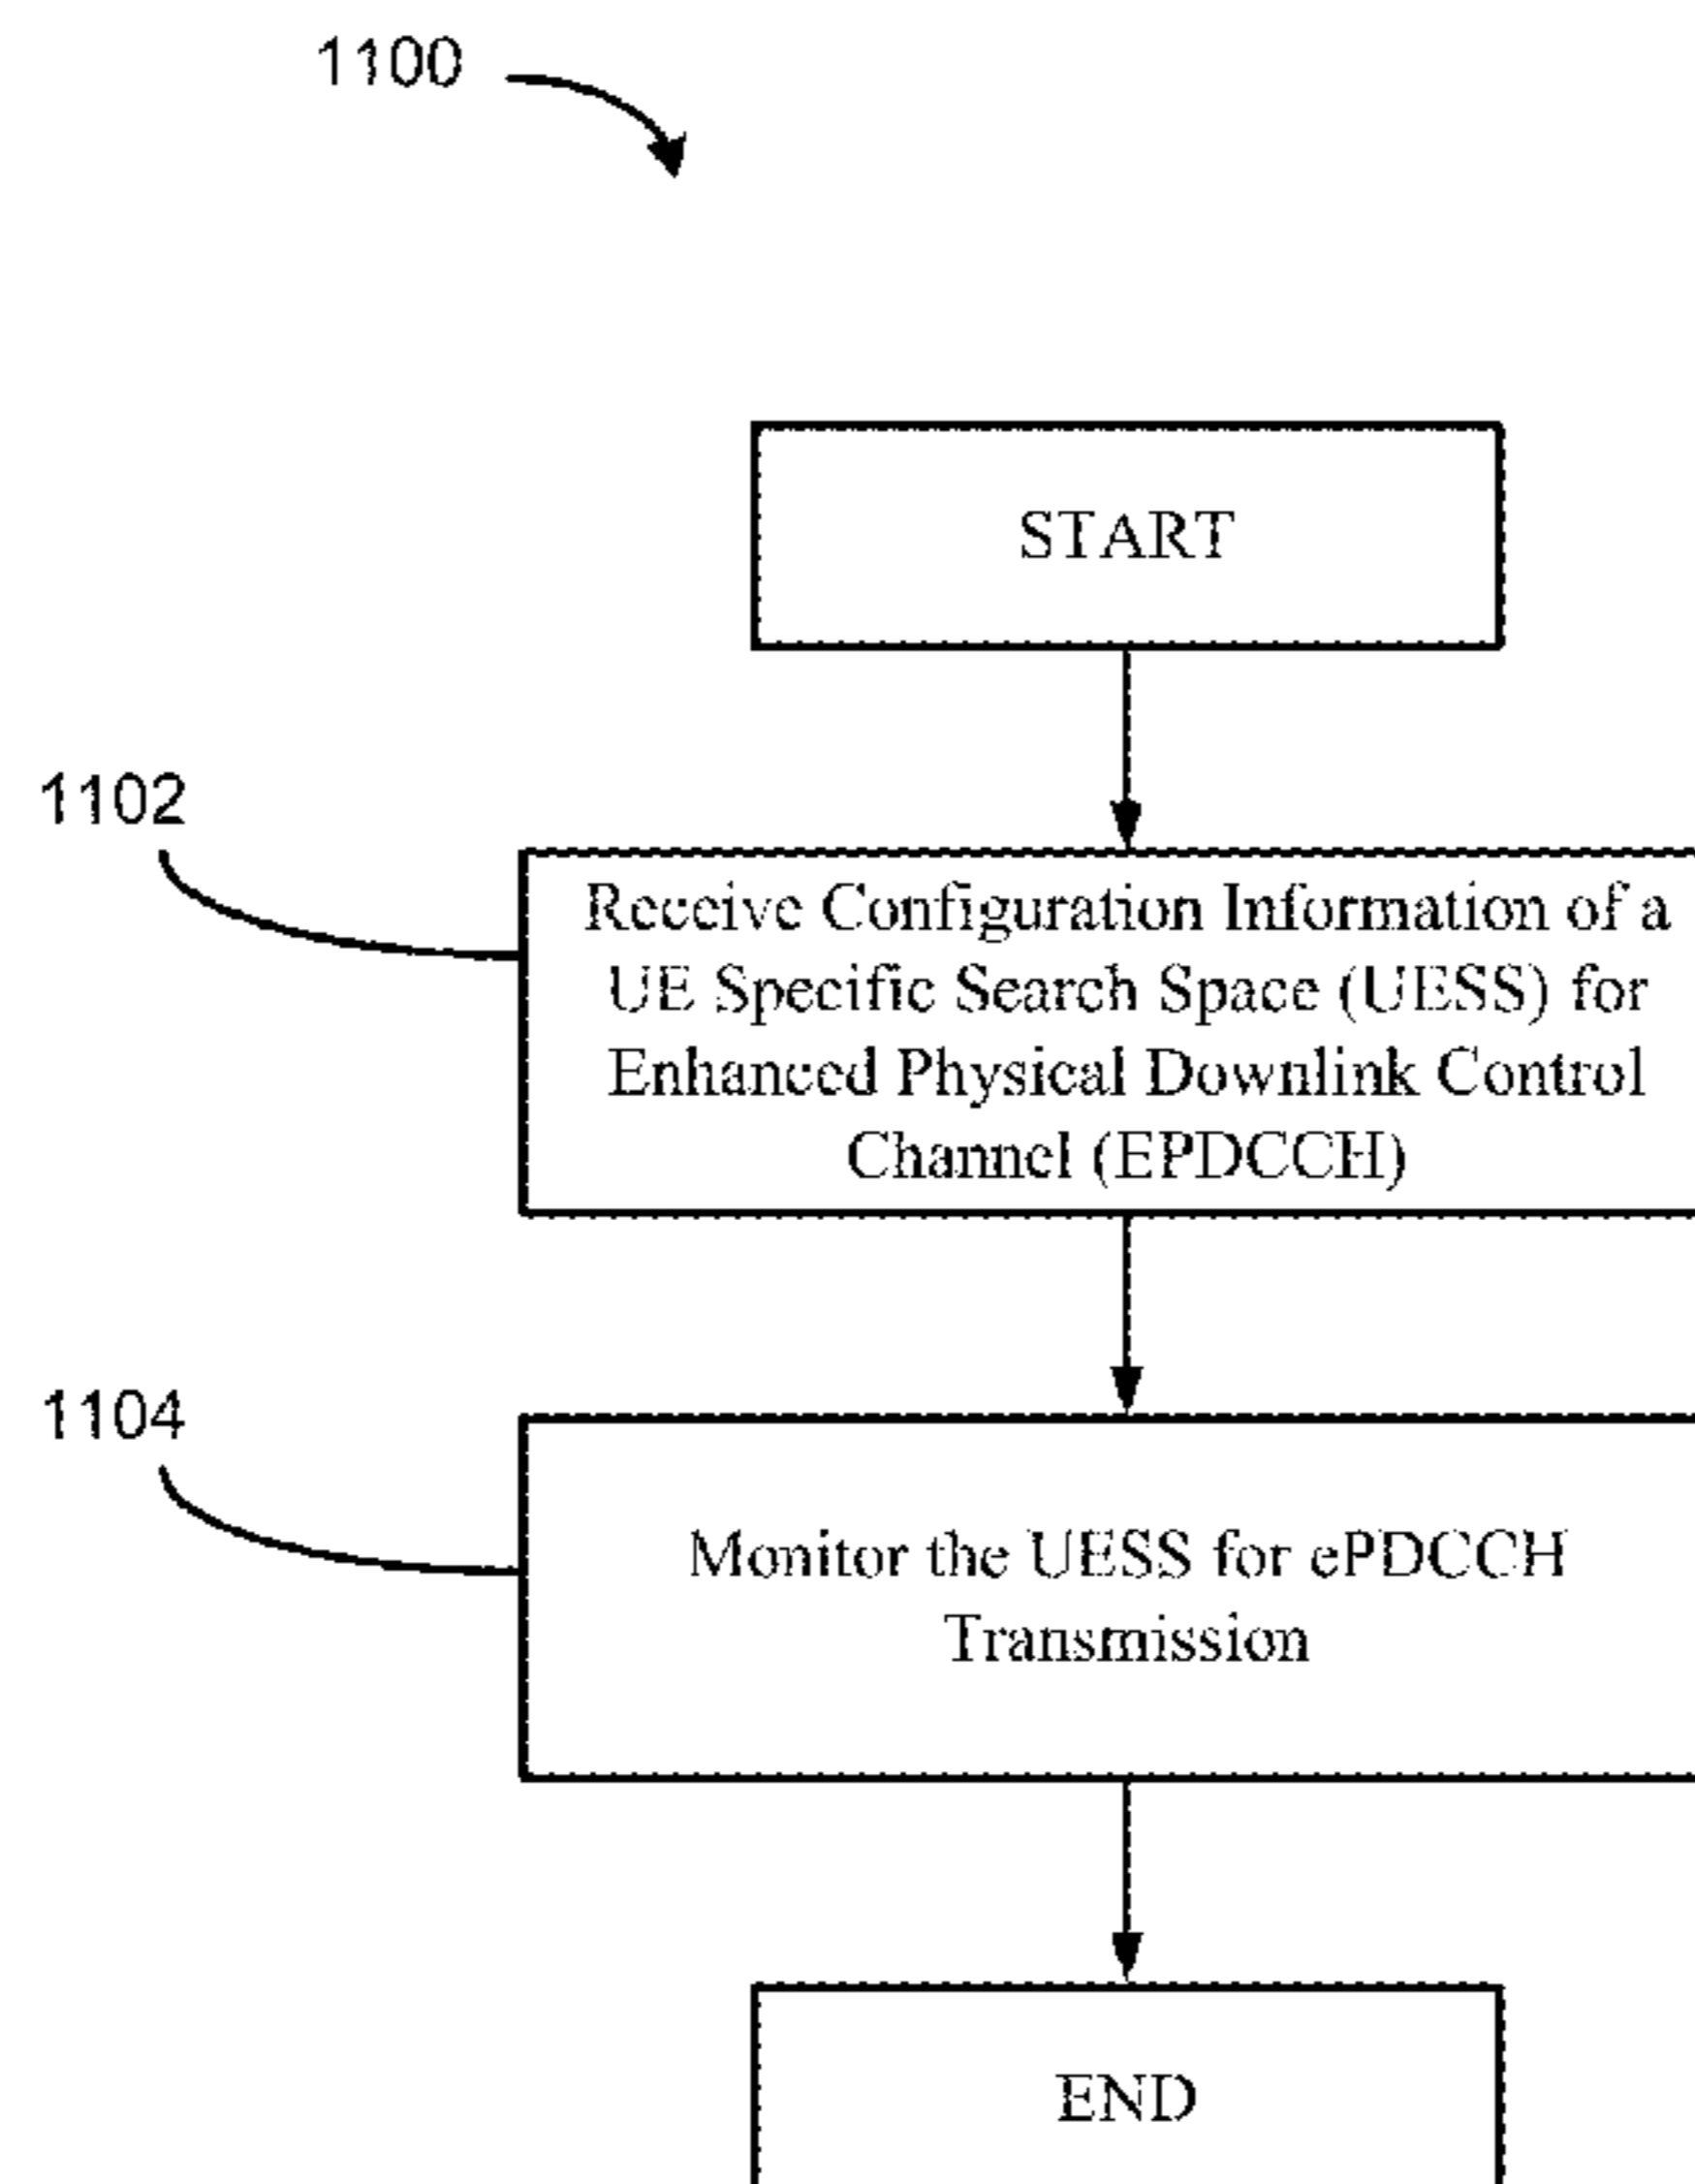 1100
START
1102
Receive Configuration Information of a
UE Specific Search Space (UESS) for
Enhanced Physical Downlink Control
Channel (EPDCCH)
1104
Monitor the UESS for ePDCCH
Transmission
END